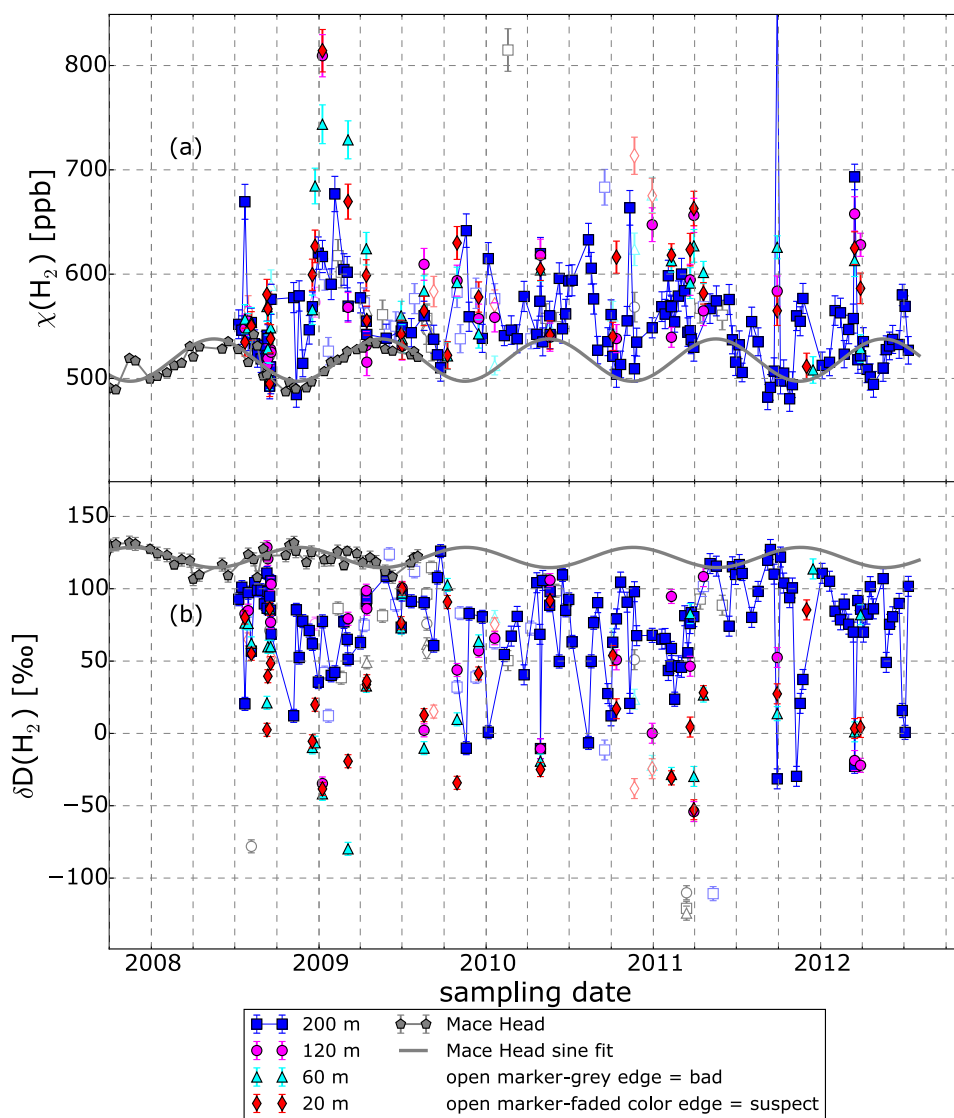 800
(a)
700
χ(H₂) [ppb]
600
500
150
100
(b)
50
δD(H₂) [‰]
0
−50
−100
2008 2009 2010 2011 2012
sampling date
200 m Mace Head
120 m Mace Head sine fit
60 m open marker-grey edge = bad
20 m open marker-faded color edge = suspect